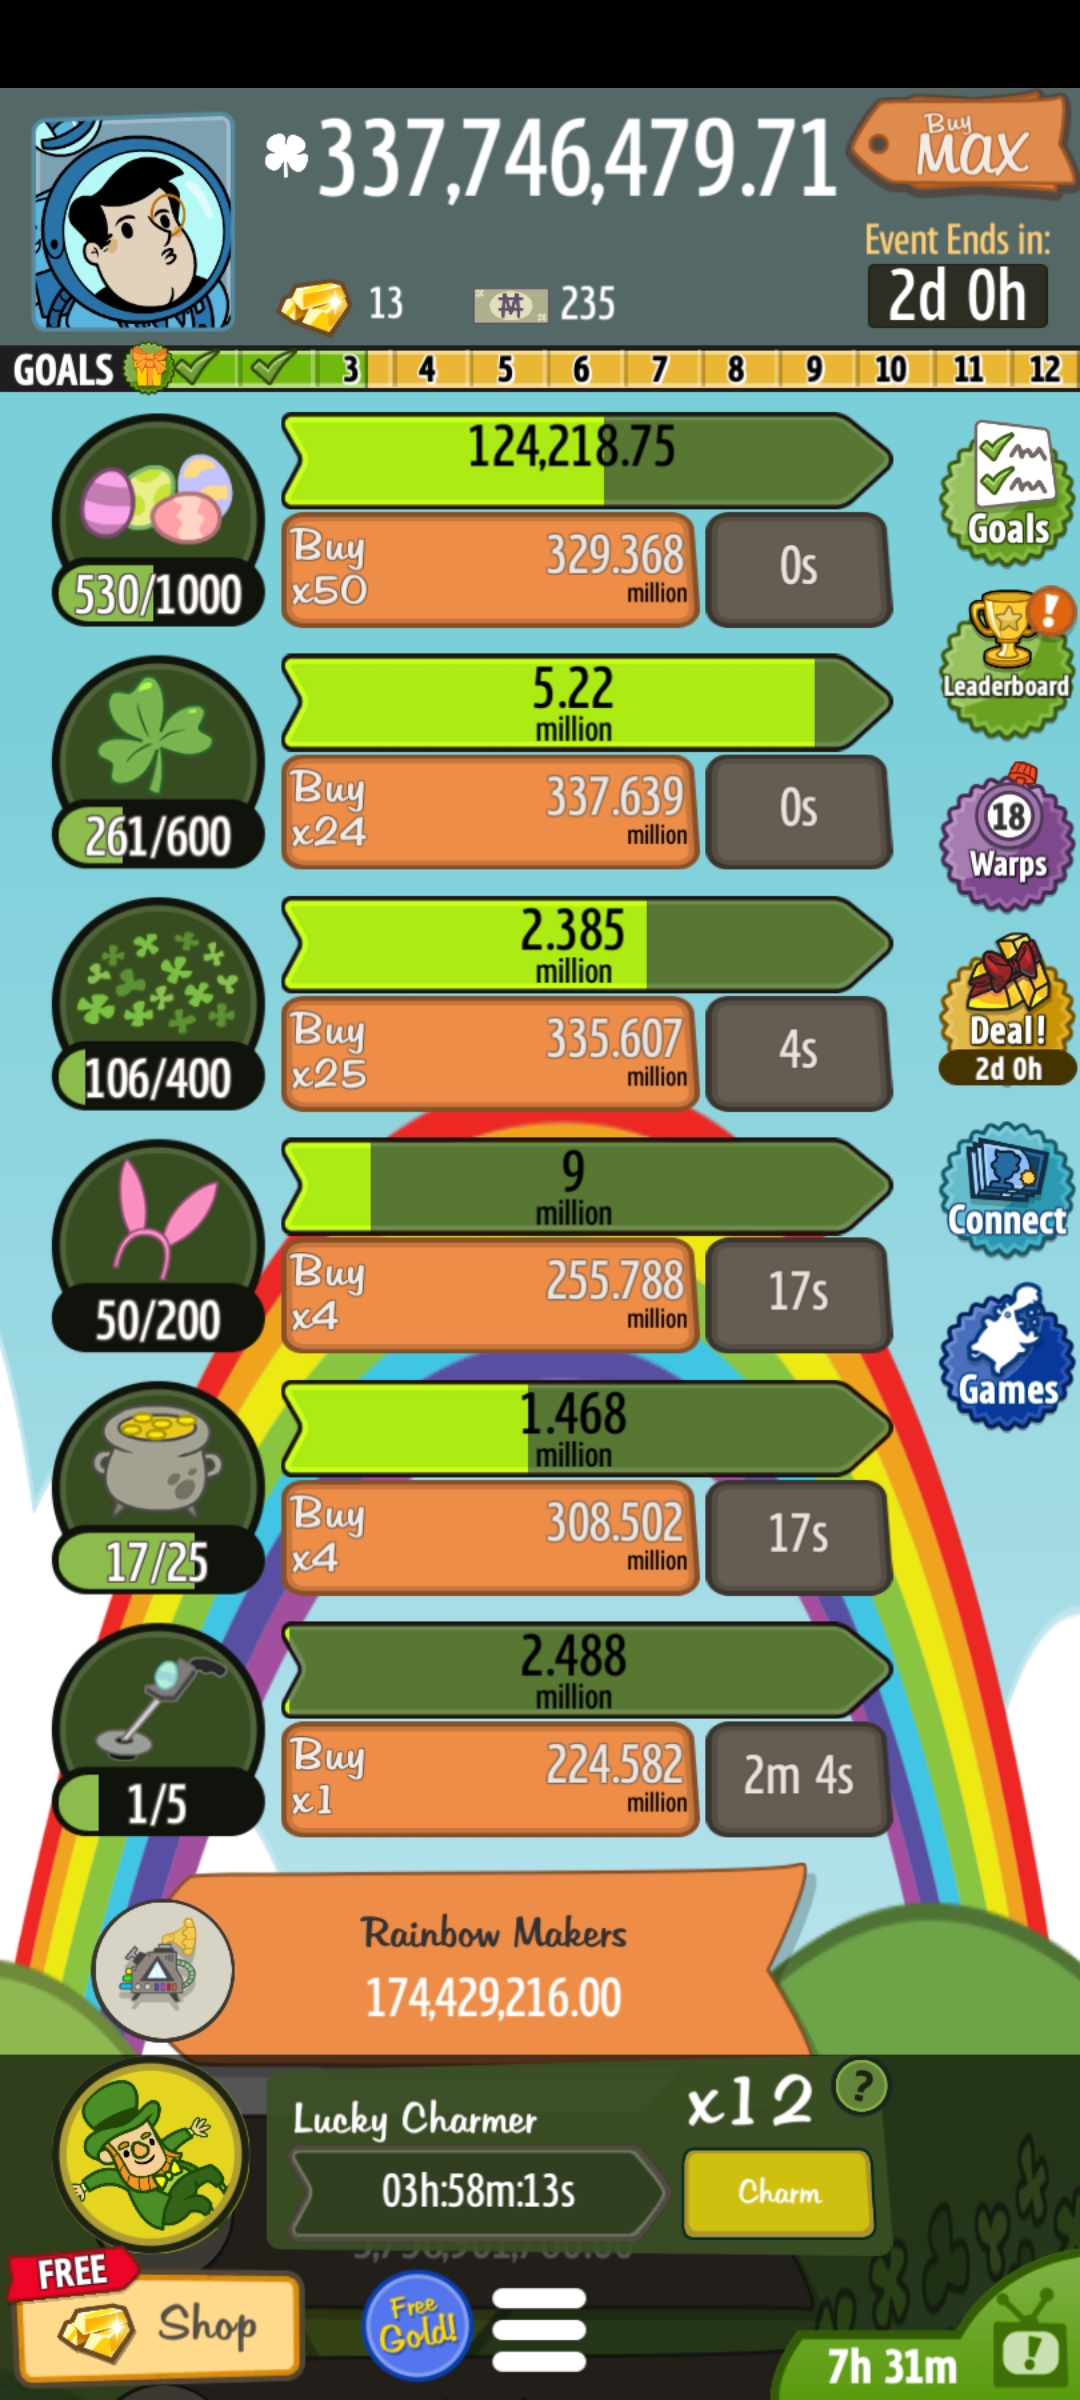 337,746,479.71
Buy
MAX
Event Ends in:
2d 0h
13
235
GOALS
3 4 5 6 7 8 9 10 11 12
124,218.75
Buy
x50
329.368
million
0s
530/1000
Goals
5.22
million
Buy
x24
337.639
million
0s
261/600
Leaderboard
2.385
million
Buy
x25
335.607
million
4s
106/400
18
Warps
9
million
Buy
x4
255.788
million
17s
50/200
Deal!
2d 0h
1.468
million
Buy
x4
308.502
million
17s
17/25
Connect
2.488
million
Buy
x1
224.582
million
2m 4s
1/5
Games
Rainbow Makers
174,429,216.00
Lucky Charmer
x12
?
03h:58m:13s
Charm
FREE
Shop
Free
Gold!
7h 31m